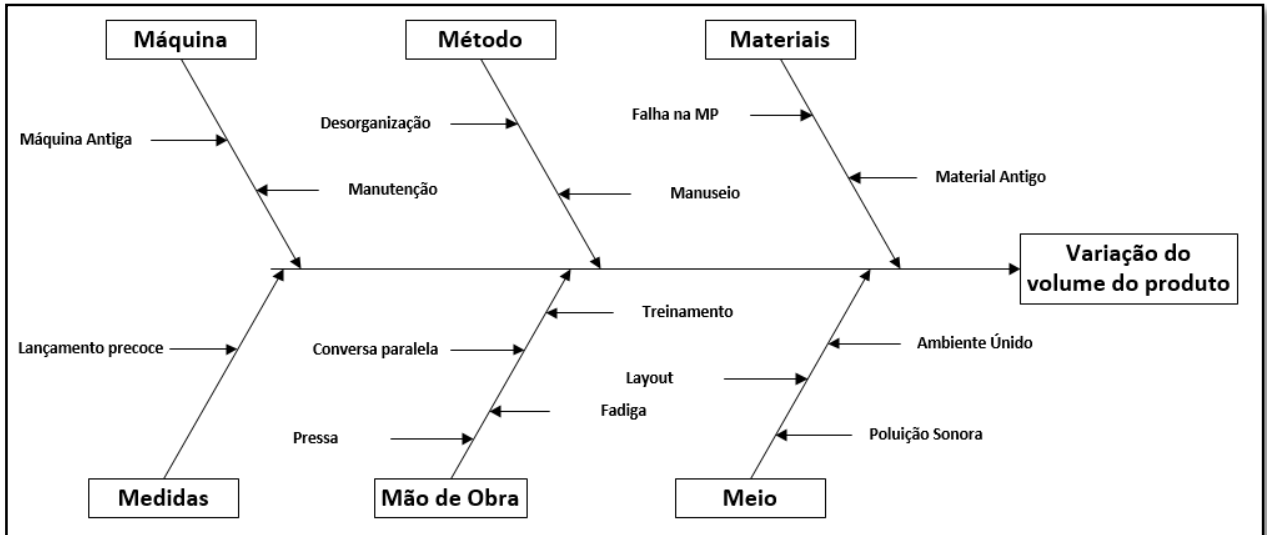 Máquina
Método
Materiais
Máquina Antiga
Manutenção
Desorganização
Manuseio
Falha na MP
Material Antigo
Variação do
volume do produto
Lançamento precoce
Treinamento
Conversa paralela
Fadiga
Pressa
Ambiente Únido
Layout
Poluição Sonora
Medidas
Mão de Obra
Meio